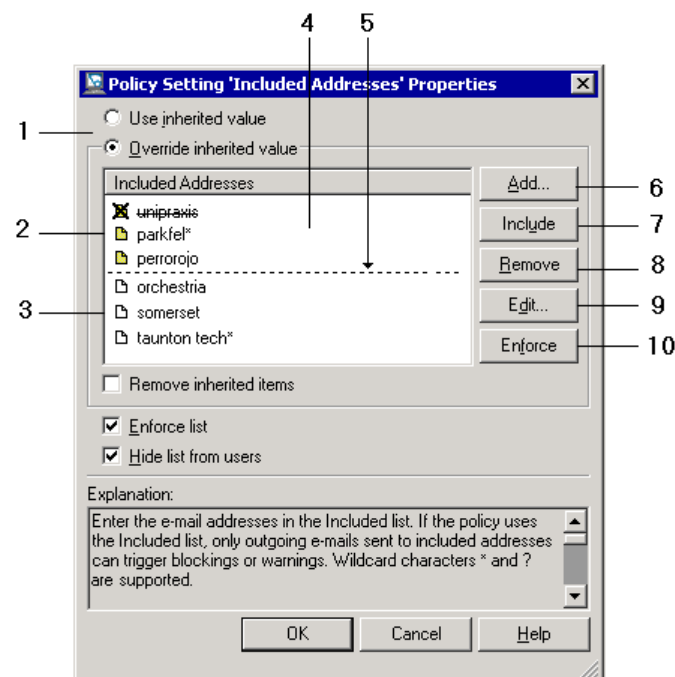 4 5
Policy Setting 'Included Addresses' Properties
1
Use inherited value
Override inherited value
Included Addresses
Add...
6
unipraxis
Include
7
2
parkfel*
perrorojo
Remove
8
orchestria
Edit...
9
3
somerset
taunton tech*
Enforce
10
Remove inherited items
Enforce list
Hide list from users
Explanation:
Enter the e-mail addresses in the Included list. If the policy uses
the Included list, only outgoing e-mails sent to included addresses
can trigger blockings or warnings. Wildcard characters * and ?
are supported.
OK Cancel Help